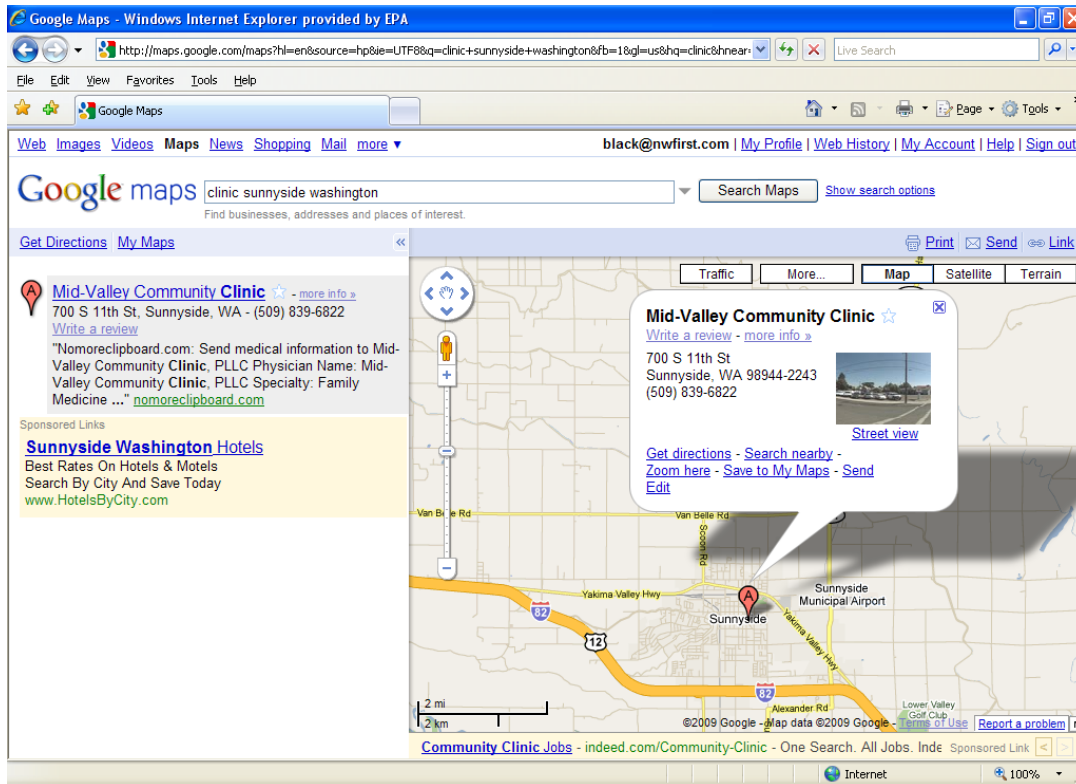 Google Maps - Windows Internet Explorer provided by EPA
http://maps.google.com/maps?hl=en&source=hp&ie=UTF8&q=clinic+sunnyside+washington&fb=1&gl=us&hq=clinic&hnear=
Live Search
File Edit View Favorites Tools Help
Google Maps
Page Tools
Web Images Videos Maps News Shopping Mail more ▼
black@nwfirst.com | My Profile | Web History | My Account | Help | Sign out
Google maps
clinic sunnyside washington
Search Maps
Show search options
Find businesses, addresses and places of interest.
Get Directions My Maps
«
Print Send Link
A
Mid-Valley Community Clinic - more info »
700 S 11th St, Sunnyside, WA - (509) 839-6822
Write a review
"Nomoreclipboard.com: Send medical information to Mid-
Valley Community Clinic, PLLC Physician Name: Mid-
Valley Community Clinic, PLLC Specialty: Family
Medicine ..." nomoreclipboard.com
Sponsored Links
Sunnyside Washington Hotels
Best Rates On Hotels & Motels
Search By City And Save Today
www.HotelsByCity.com
Traffic More... Map Satellite Terrain
Mid-Valley Community Clinic
Write a review - more info »
700 S 11th St
Sunnyside, WA 98944-2243
(509) 839-6822
Street view
Get directions - Search nearby -
Zoom here - Save to My Maps - Send
Edit
Van Belle Rd
Van Belle Rd
Scoon Rd
Yakima Valley Hwy
A
Sunnyside
Sunnyside
Municipal Airport
82
12
Yakima Valley Hwy
82
Alexander Rd
Lower Valley
Golf Club
2 mi
2 km
©2009 Google - Map data ©2009 Google - Terms of Use
Report a problem
Community Clinic Jobs - indeed.com/Community-Clinic - One Search. All Jobs. Inde
Sponsored Link < >
Internet
100%